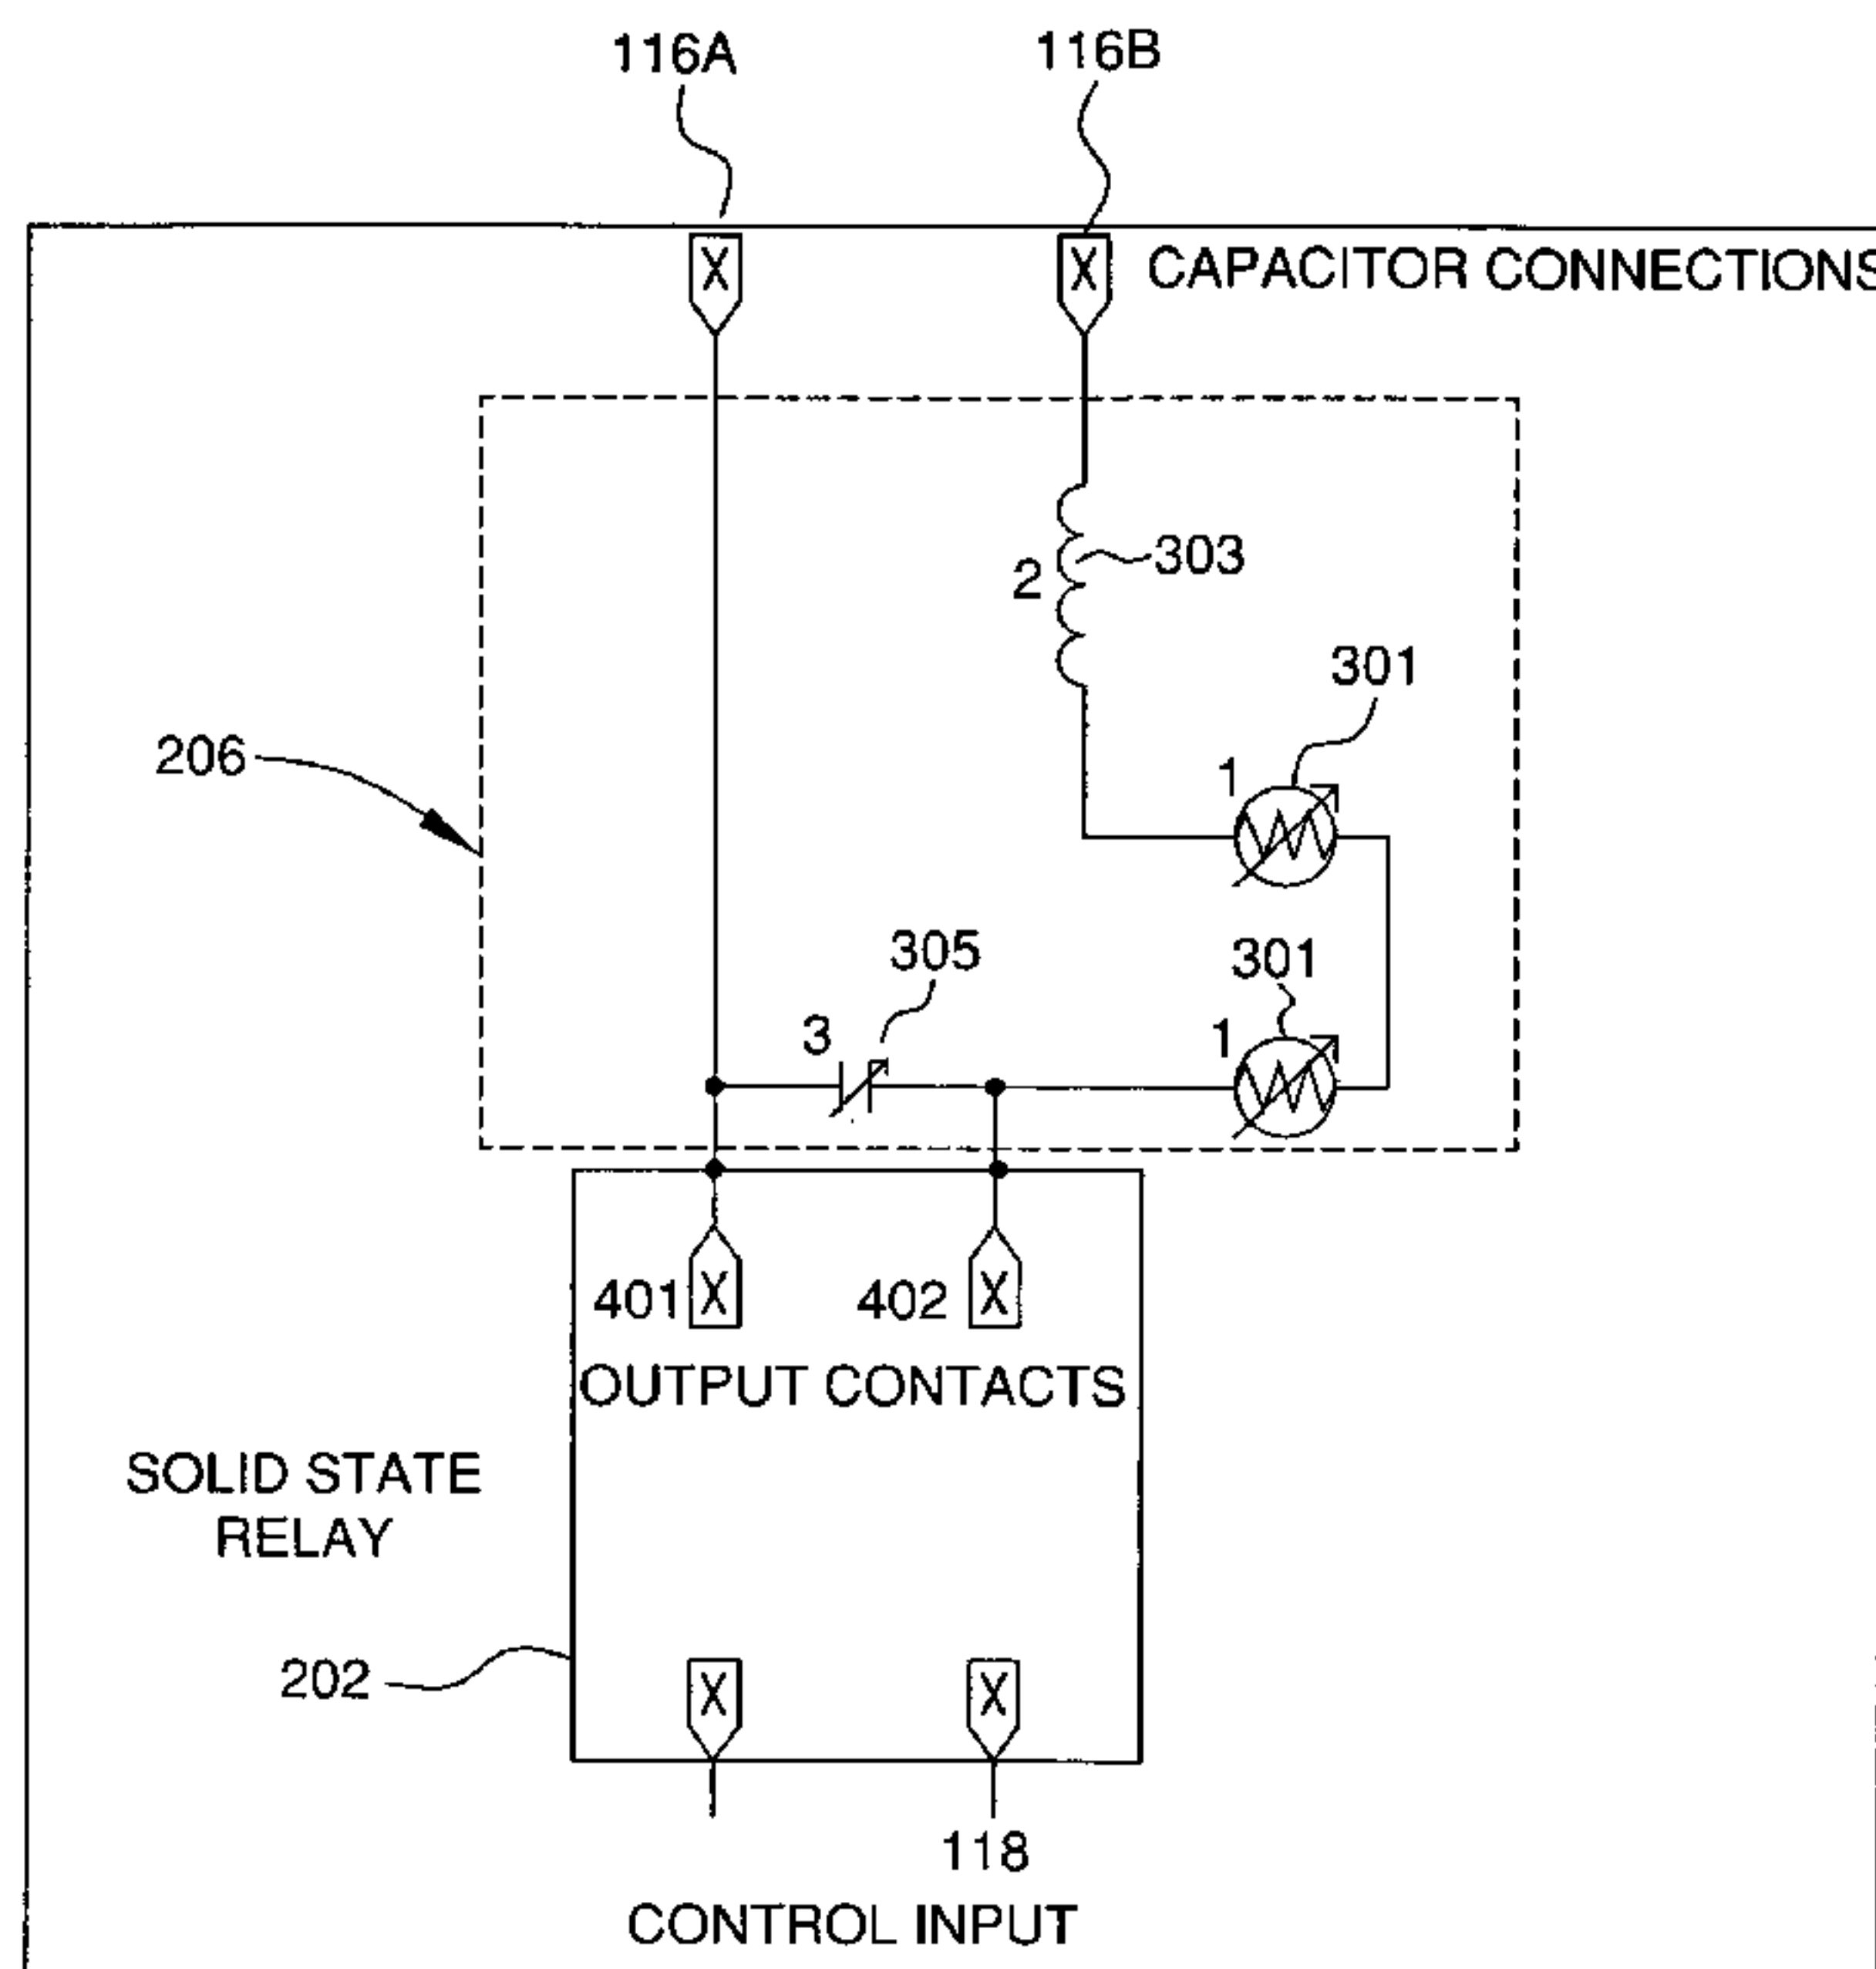 116A
116B
X
X
CAPACITOR CONNECTIONS
2
303
301
206
1
305
301
3
1
401
X
402
X
OUTPUT CONTACTS
SOLID STATE
RELAY
202
X
X
118
CONTROL INPUT